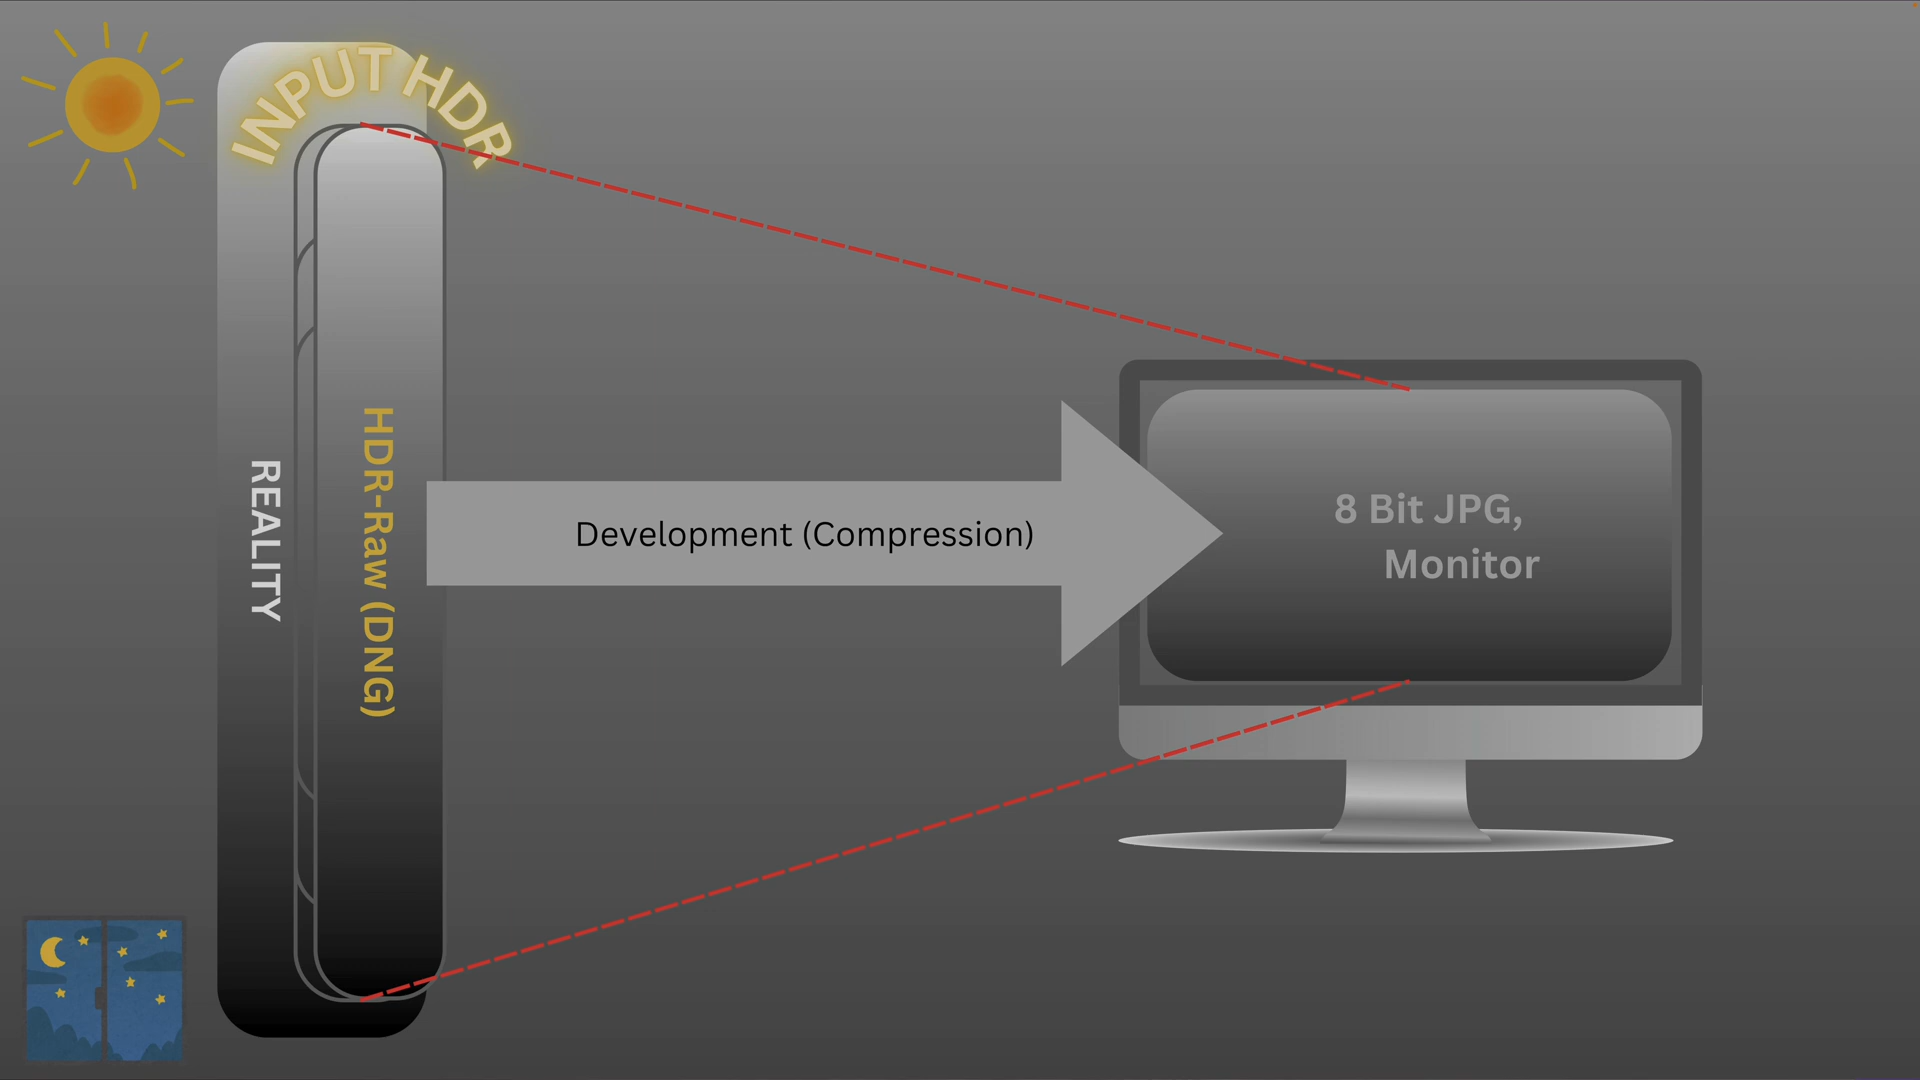 INPUT HDR
REALITY
HDR-Raw (DNG)
Development (Compression)
8 Bit JPG,
Monitor